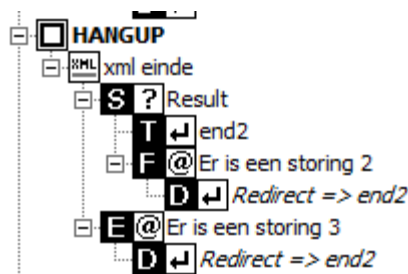 HANGUP
XML xml einde
S ? Result
T end2
F @ Er is een storing 2
D Redirect => end2
E @ Er is een storing 3
D Redirect => end2